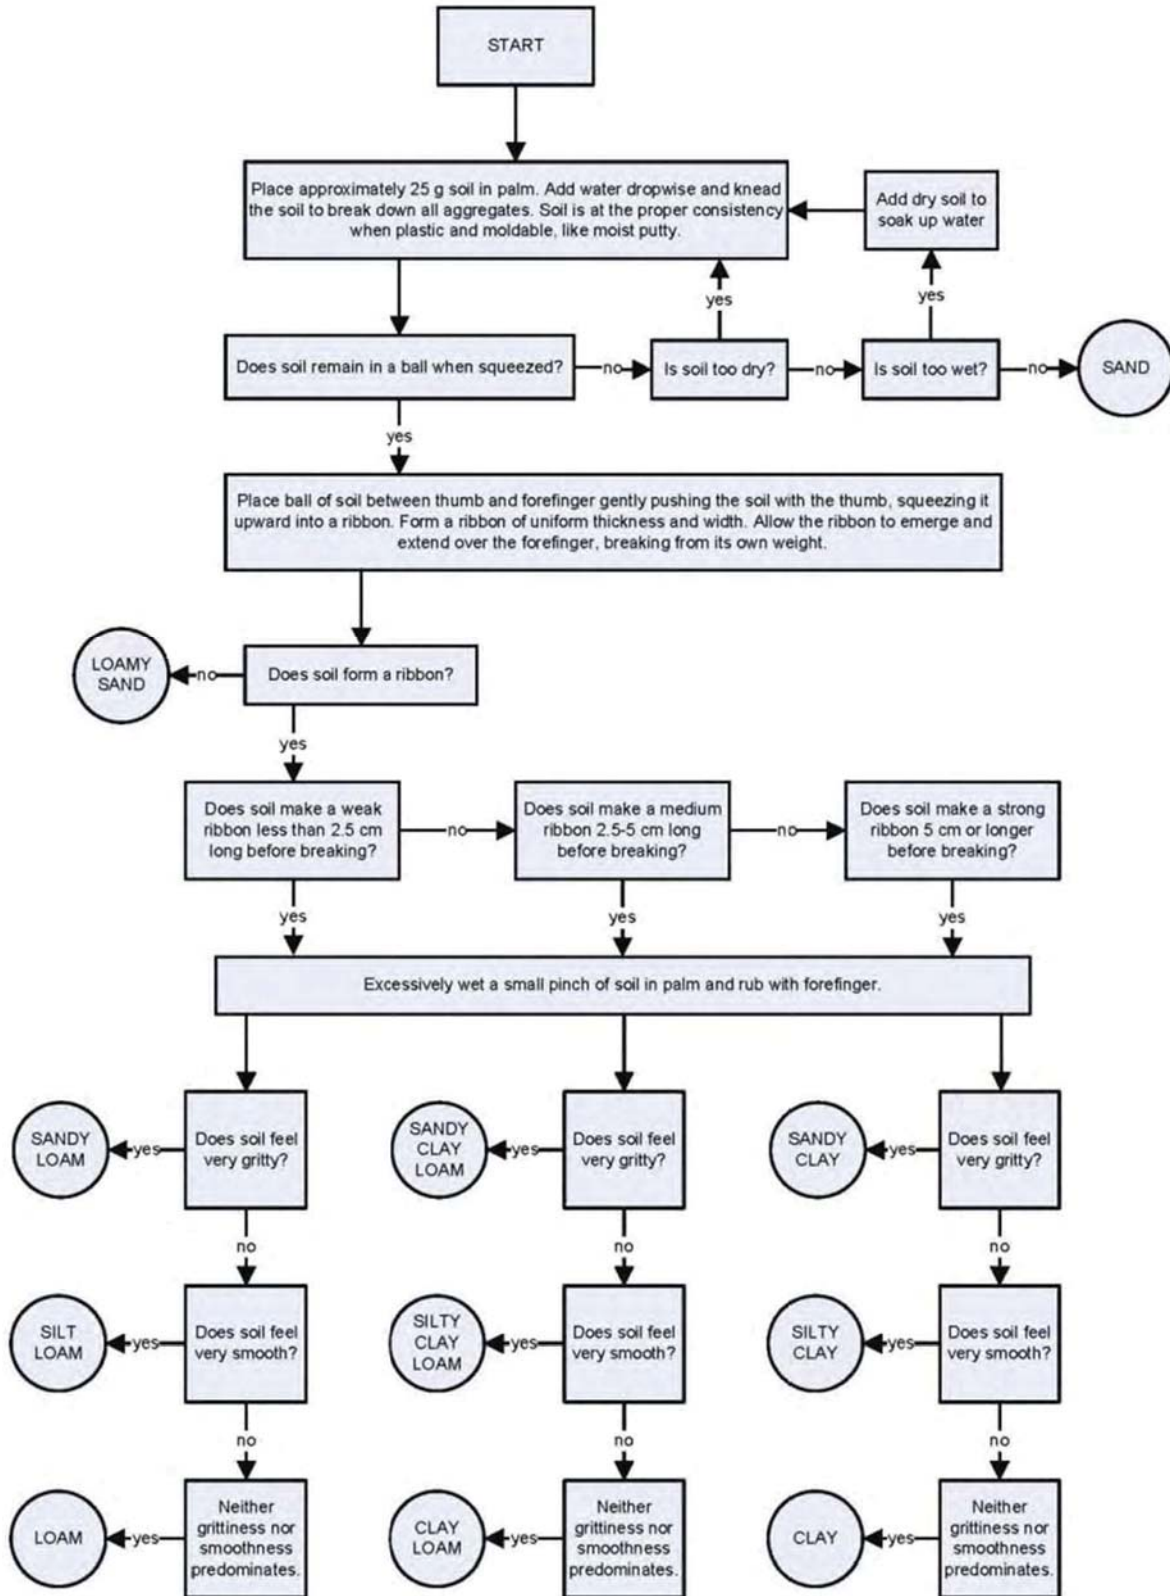 START
Place approximately 25 g soil in palm. Add water dropwise and knead
the soil to break down all aggregates. Soil is at the proper consistency
when plastic and moldable, like moist putty.
Add dry soil to
soak up water
yes
yes
Does soil remain in a ball when squeezed?
no
Is soil too dry?
no
Is soil too wet?
no
SAND
yes
Place ball of soil between thumb and forefinger gently pushing the soil with the thumb, squeezing it
upward into a ribbon. Form a ribbon of uniform thickness and width. Allow the ribbon to emerge and
extend over the forefinger, breaking from its own weight.
LOAMY
SAND
no
Does soil form a ribbon?
yes
Does soil make a weak
ribbon less than 2.5 cm
long before breaking?
no
Does soil make a medium
ribbon 2.5-5 cm long
before breaking?
no
Does soil make a strong
ribbon 5 cm or longer
before breaking?
yes
yes
yes
Excessively wet a small pinch of soil in palm and rub with forefinger.
SANDY
LOAM
yes
Does soil feel
very gritty?
SANDY
CLAY
LOAM
yes
Does soil feel
very gritty?
SANDY
CLAY
yes
Does soil feel
very gritty?
no
no
no
SILT
LOAM
yes
Does soil feel
very smooth?
SILTY
CLAY
LOAM
yes
Does soil feel
very smooth?
SILTY
CLAY
yes
Does soil feel
very smooth?
no
no
no
LOAM
yes
Neither
grittiness nor
smoothness
predominates.
CLAY
LOAM
yes
Neither
grittiness nor
smoothness
predominates.
CLAY
yes
Neither
grittiness nor
smoothness
predominates.